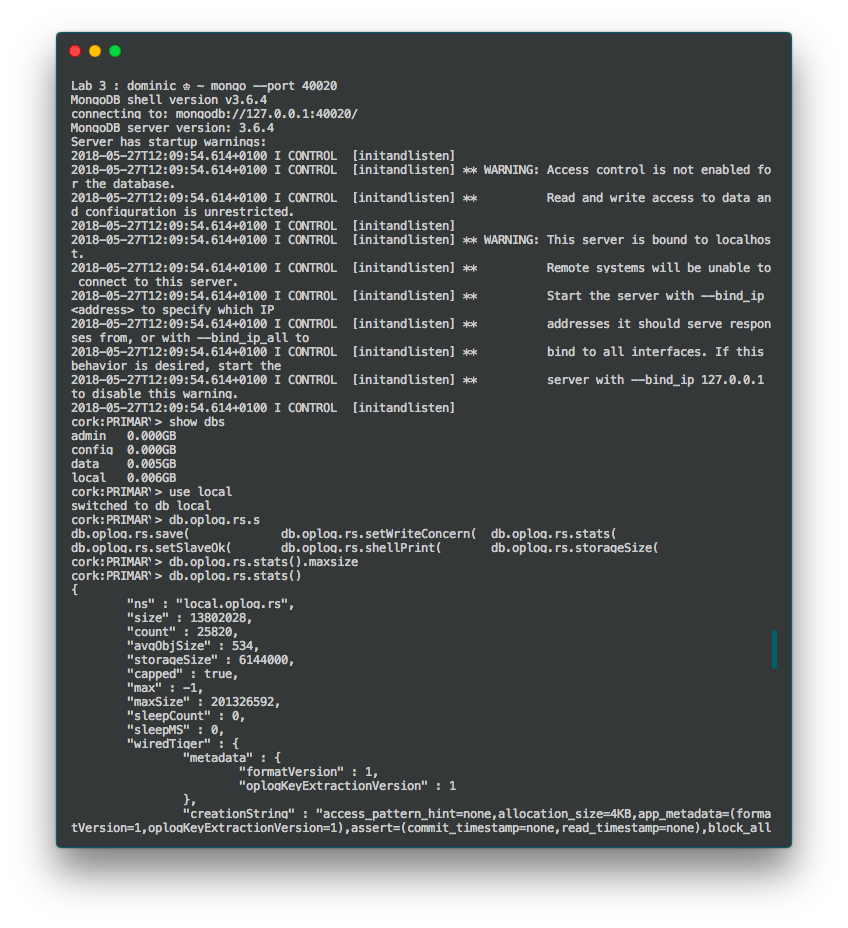 Lab 3 : dominic ♔ ~ mongo --port 40020
MongoDB shell version v3.6.4
connecting to: mongodb://127.0.0.1:40020/
MongoDB server version: 3.6.4
Server has startup warnings:
2018-05-27T12:09:54.614+0100 I CONTROL  [initandlisten]
2018-05-27T12:09:54.614+0100 I CONTROL  [initandlisten] ** WARNING: Access control is not enabled fo
r the database.
2018-05-27T12:09:54.614+0100 I CONTROL  [initandlisten] **          Read and write access to data an
d configuration is unrestricted.
2018-05-27T12:09:54.614+0100 I CONTROL  [initandlisten]
2018-05-27T12:09:54.614+0100 I CONTROL  [initandlisten] ** WARNING: This server is bound to localhos
t.
2018-05-27T12:09:54.614+0100 I CONTROL  [initandlisten] **          Remote systems will be unable to
 connect to this server.
2018-05-27T12:09:54.614+0100 I CONTROL  [initandlisten] **          Start the server with --bind_ip
<address> to specify which IP
2018-05-27T12:09:54.614+0100 I CONTROL  [initandlisten] **          addresses it should serve respon
ses from, or with --bind_ip_all to
2018-05-27T12:09:54.614+0100 I CONTROL  [initandlisten] **          bind to all interfaces. If this
behavior is desired, start the
2018-05-27T12:09:54.614+0100 I CONTROL  [initandlisten] **          server with --bind_ip 127.0.0.1
to disable this warning.
2018-05-27T12:09:54.614+0100 I CONTROL  [initandlisten]
cork:PRIMARY> show dbs
admin   0.000GB
config  0.000GB
data    0.005GB
local   0.006GB
cork:PRIMARY> use local
switched to db local
cork:PRIMARY> db.oplog.rs.s
db.oplog.rs.save(             db.oplog.rs.setWriteConcern(  db.oplog.rs.stats(
db.oplog.rs.setSlaveOk(       db.oplog.rs.shellPrint(       db.oplog.rs.storageSize(
cork:PRIMARY> db.oplog.rs.stats().maxsize
cork:PRIMARY> db.oplog.rs.stats()
{
        "ns" : "local.oplog.rs",
        "size" : 13802028,
        "count" : 25820,
        "avgObjSize" : 534,
        "storageSize" : 6144000,
        "capped" : true,
        "max" : -1,
        "maxSize" : 201326592,
        "sleepCount" : 0,
        "sleepMS" : 0,
        "wiredTiger" : {
                "metadata" : {
                        "formatVersion" : 1,
                        "oplogKeyExtractionVersion" : 1
                },
                "creationString" : "access_pattern_hint=none,allocation_size=4KB,app_metadata=(forma
tVersion=1,oplogKeyExtractionVersion=1),assert=(commit_timestamp=none,read_timestamp=none),block_all